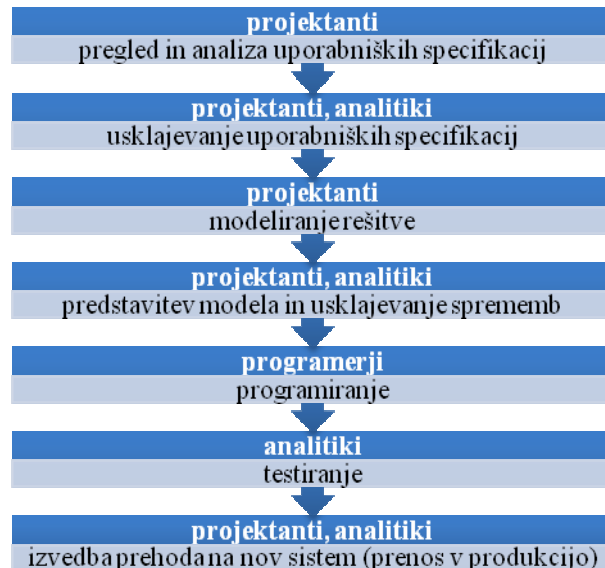 projektanti
pregled in analiza uporabniških specifikacij
projektanti, analitiki
usklajevanje uporabniških specifikacij
projektanti
modeliranje rešitve
projektanti, analitiki
predstavitev modela in usklajevanje sprememb
programerji
programiranje
analitiki
testiranje
projektanti, analitiki
izvedba prehoda na nov sistem (prenos v produkcijo)